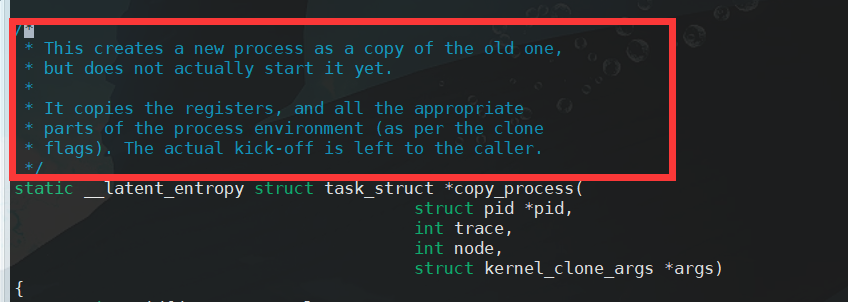 /*
 * This creates a new process as a copy of the old one,
 * but does not actually start it yet.
 *
 * It copies the registers, and all the appropriate
 * parts of the process environment (as per the clone
 * flags). The actual kick-off is left to the caller.
 */
static __latent_entropy struct task_struct *copy_process(
                                        struct pid *pid,
                                        int trace,
                                        int node,
                                        struct kernel_clone_args *args)
{